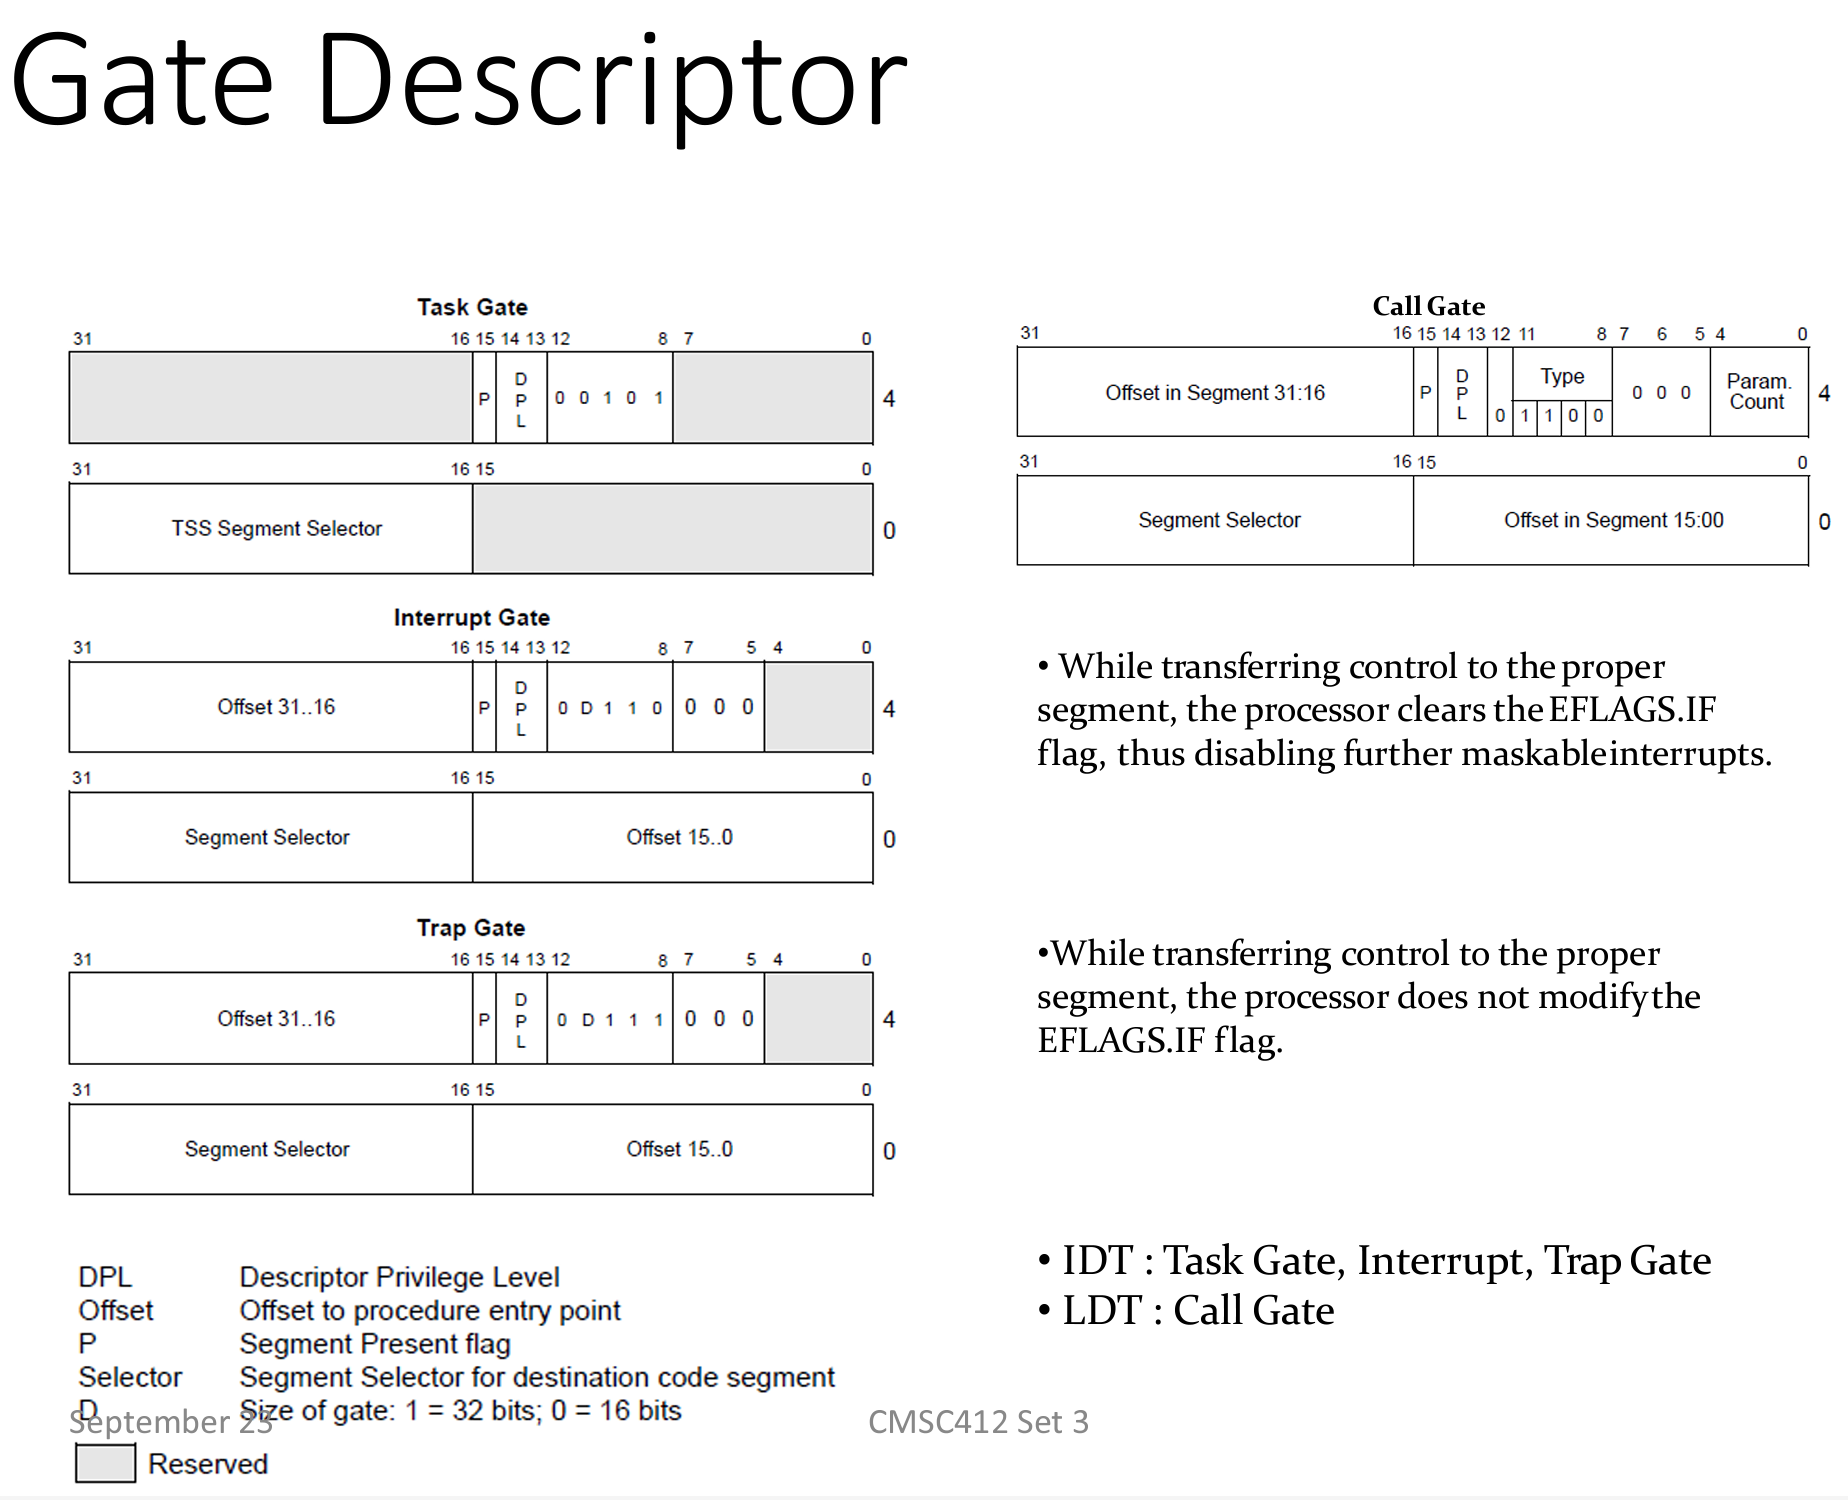 Gate Descriptor
Task Gate
31 16 15 14 13 12 8 7 0
P D P L 0 0 1 0 1 4
31 16 15 0
TSS Segment Selector 0
Interrupt Gate
31 16 15 14 13 12 8 7 5 4 0
Offset 31..16 P D P L 0 D 1 1 0 0 0 0 4
31 16 15 0
Segment Selector Offset 15..0 0
Trap Gate
31 16 15 14 13 12 8 7 5 4 0
Offset 31..16 P D P L 0 D 1 1 1 0 0 0 4
31 16 15 0
Segment Selector Offset 15..0 0
DPL Descriptor Privilege Level
Offset Offset to procedure entry point
P Segment Present flag
Selector Segment Selector for destination code segment
D Size of gate: 1 = 32 bits; 0 = 16 bits
Reserved
Call Gate
31 16 15 14 13 12 11 8 7 6 5 4 0
Offset in Segment 31:16 P D P L 0 Type 1 1 0 0 0 0 0 Param. Count 4
31 16 15 0
Segment Selector Offset in Segment 15:00 0
• While transferring control to the proper
segment, the processor clears the EFLAGS.IF
flag, thus disabling further maskable interrupts.
•While transferring control to the proper
segment, the processor does not modify the
EFLAGS.IF flag.
• IDT : Task Gate, Interrupt, Trap Gate
• LDT : Call Gate
September 23
CMSC412 Set 3